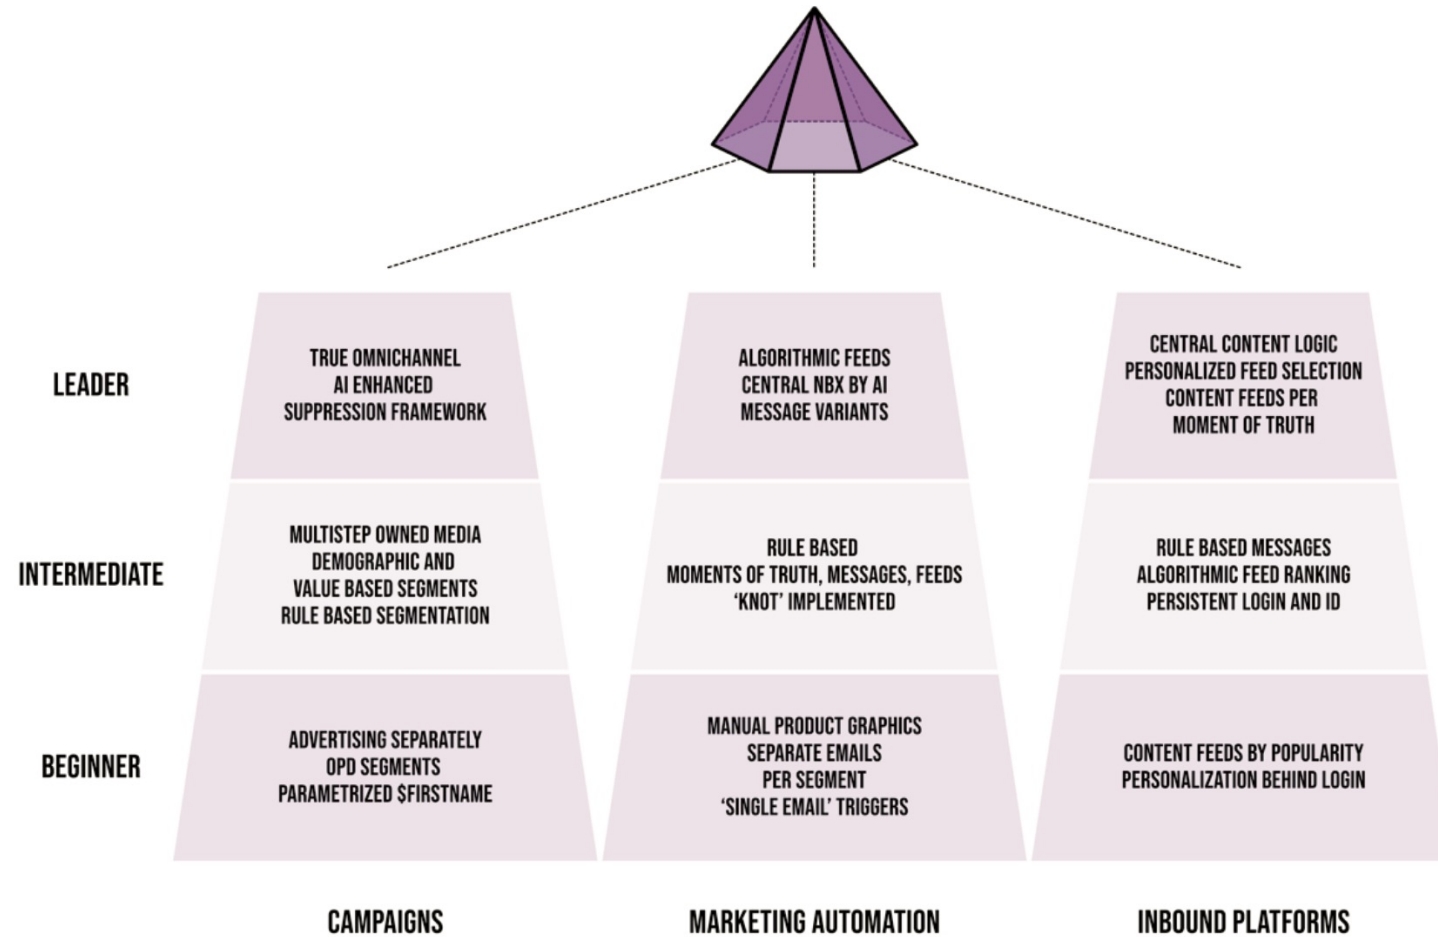 LEADER
TRUE OMNICHANNEL
AI ENHANCED
SUPPRESSION FRAMEWORK
ALGORITHMIC FEEDS
CENTRAL NBX BY AI
MESSAGE VARIANTS
CENTRAL CONTENT LOGIC
PERSONALIZED FEED SELECTION
CONTENT FEEDS PER
MOMENT OF TRUTH
INTERMEDIATE
MULTISTEP OWNED MEDIA
DEMOGRAPHIC AND
VALUE BASED SEGMENTS
RULE BASED SEGMENTATION
RULE BASED
MOMENTS OF TRUTH, MESSAGES, FEEDS
‘KNOT’ IMPLEMENTED
RULE BASED MESSAGES
ALGORITHMIC FEED RANKING
PERSISTENT LOGIN AND ID
BEGINNER
ADVERTISING SEPARATELY
OPD SEGMENTS
PARAMETRIZED $FIRSTNAME
MANUAL PRODUCT GRAPHICS
SEPARATE EMAILS
PER SEGMENT
‘SINGLE EMAIL’ TRIGGERS
CONTENT FEEDS BY POPULARITY
PERSONALIZATION BEHIND LOGIN
CAMPAIGNS
MARKETING AUTOMATION
INBOUND PLATFORMS